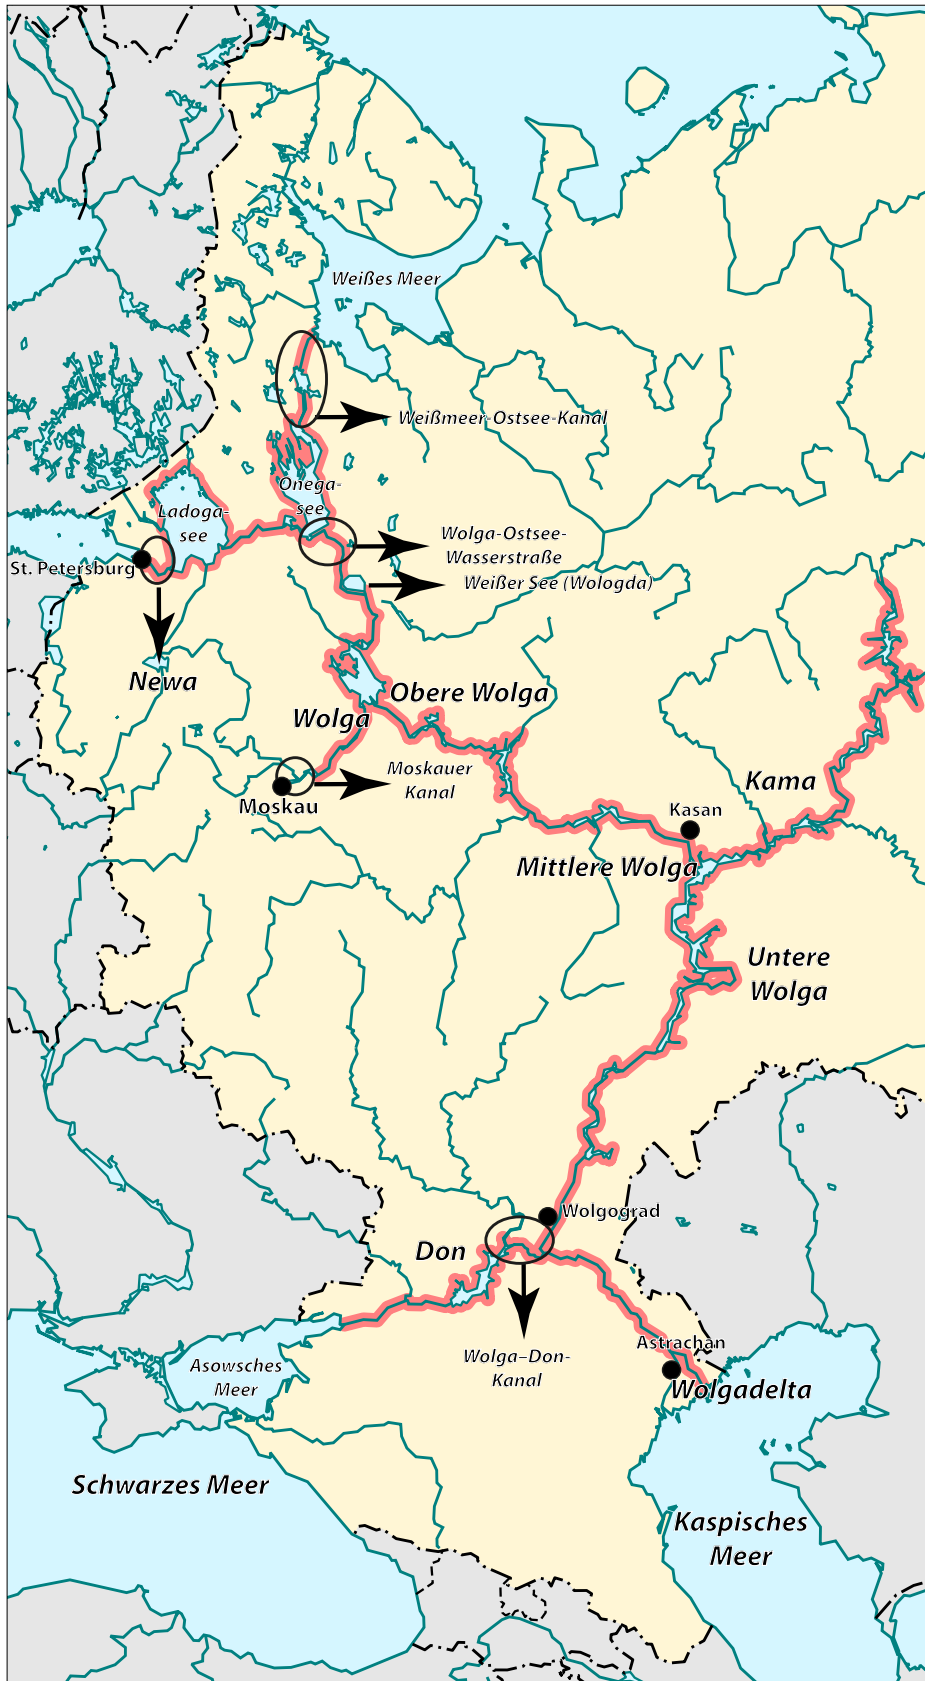 Weißes Meer
Weißmeer-Ostsee-Kanal
Onega-
see
Ladoga-
see
Wolga-Ostsee-
Wasserstraße
St. Petersburg
Weißer See (Wologda)
Newa
Obere Wolga
Wolga
Moskauer
Kanal
Moskau
Kama
Kasan
Mittlere Wolga
Untere
Wolga
Wolgograd
Don
Wolga–Don-
Kanal
Astrachan
Asowsches
Meer
Wolgadelta
Schwarzes Meer
Kaspisches
Meer